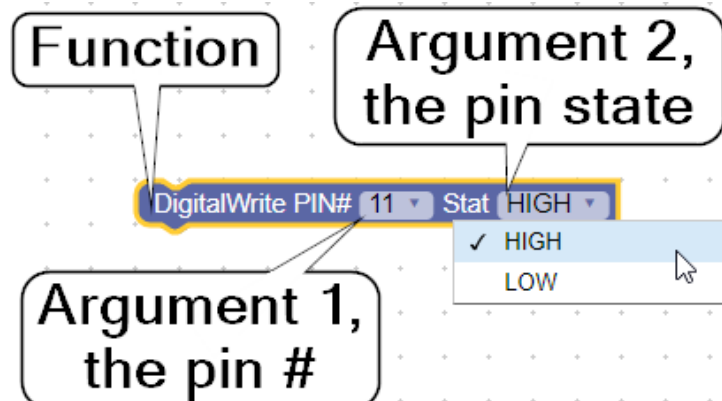 Function
Argument 2,
the pin state
DigitalWrite PIN# 11 Stat HIGH
✓ HIGH
LOW
Argument 1,
the pin #